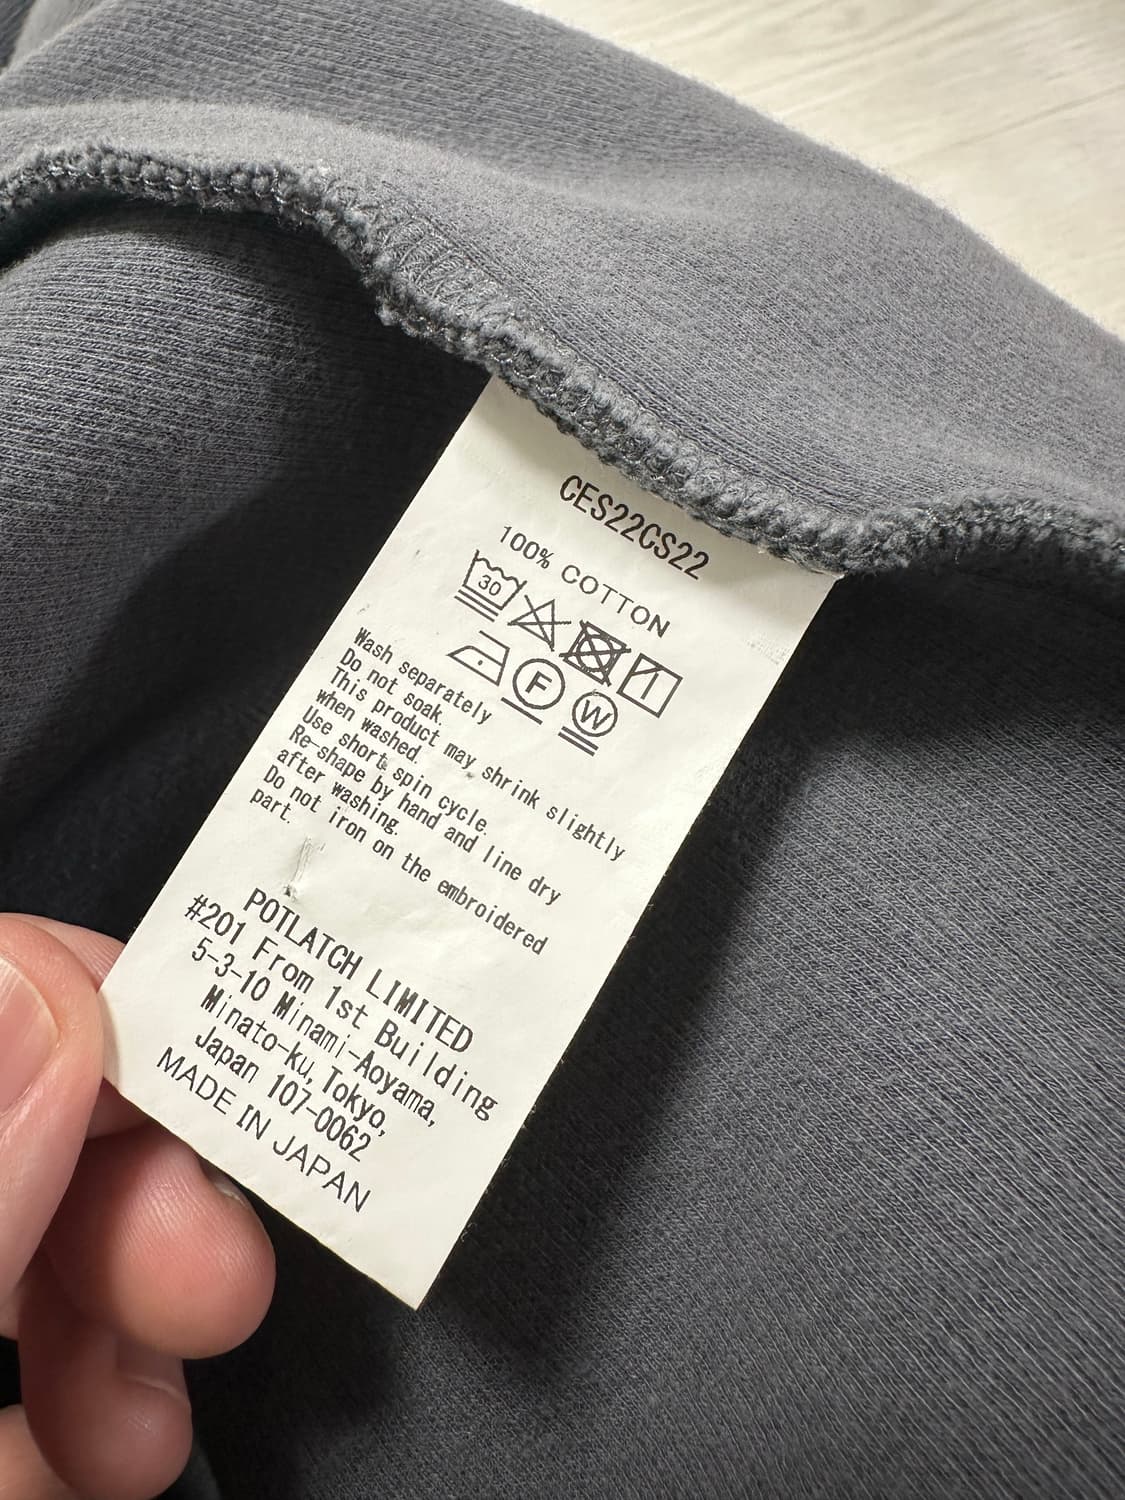 CES22CS22
100% COTTON
30
F W
Wash separately
Do not soak.
This product may shrink slightly
when washed.
Use short spin cycle.
Re-shape by hand and line dry
after washing.
Do not iron on the embroidered
part.
POTLATCH LIMITED
#201 From 1st Building
5-3-10 Minami-Aoyama,
Minato-ku, Tokyo,
Japan 107-0062
MADE IN JAPAN